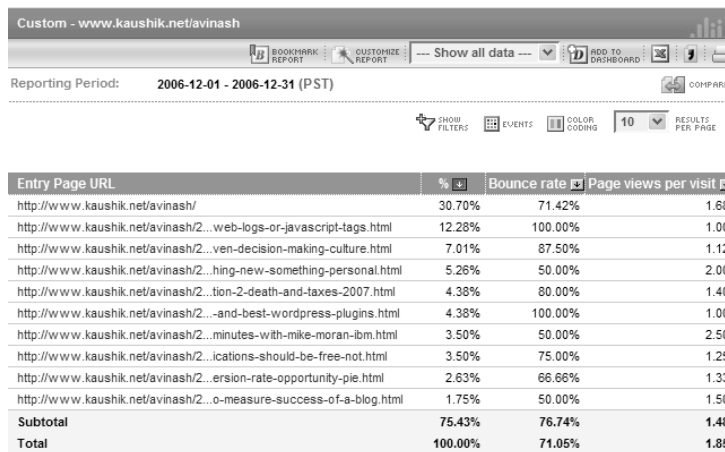 Custom - www.kaushik.net/avinash
BOOKMARK REPORT CUSTOMIZE REPORT --- Show all data --- ADD TO DASHBOARD
Reporting Period: 2006-12-01 - 2006-12-31 (PST) COMPAR
SHOW FILTERS EVENTS COLOR CODING 10 RESULTS PER PAGE
Entry Page URL % Bounce rate Page views per visit
http://www.kaushik.net/avinash/ 30.70% 71.42% 1.68
http://www.kaushik.net/avinash/2...web-logs-or-javascript-tags.html 12.28% 100.00% 1.00
http://www.kaushik.net/avinash/2...ven-decision-making-culture.html 7.01% 87.50% 1.12
http://www.kaushik.net/avinash/2...hing-new-something-personal.html 5.26% 50.00% 2.00
http://www.kaushik.net/avinash/2...tion-2-death-and-taxes-2007.html 4.38% 80.00% 1.40
http://www.kaushik.net/avinash/2...-and-best-wordpress-plugins.html 4.38% 100.00% 1.00
http://www.kaushik.net/avinash/2...minutes-with-mike-moran-ibm.html 3.50% 50.00% 2.50
http://www.kaushik.net/avinash/2...ications-should-be-free-not.html 3.50% 75.00% 1.25
http://www.kaushik.net/avinash/2...ersion-rate-opportunity-pie.html 2.63% 66.66% 1.33
http://www.kaushik.net/avinash/2...o-measure-success-of-a-blog.html 1.75% 50.00% 1.50
Subtotal 75.43% 76.74% 1.48
Total 100.00% 71.05% 1.85